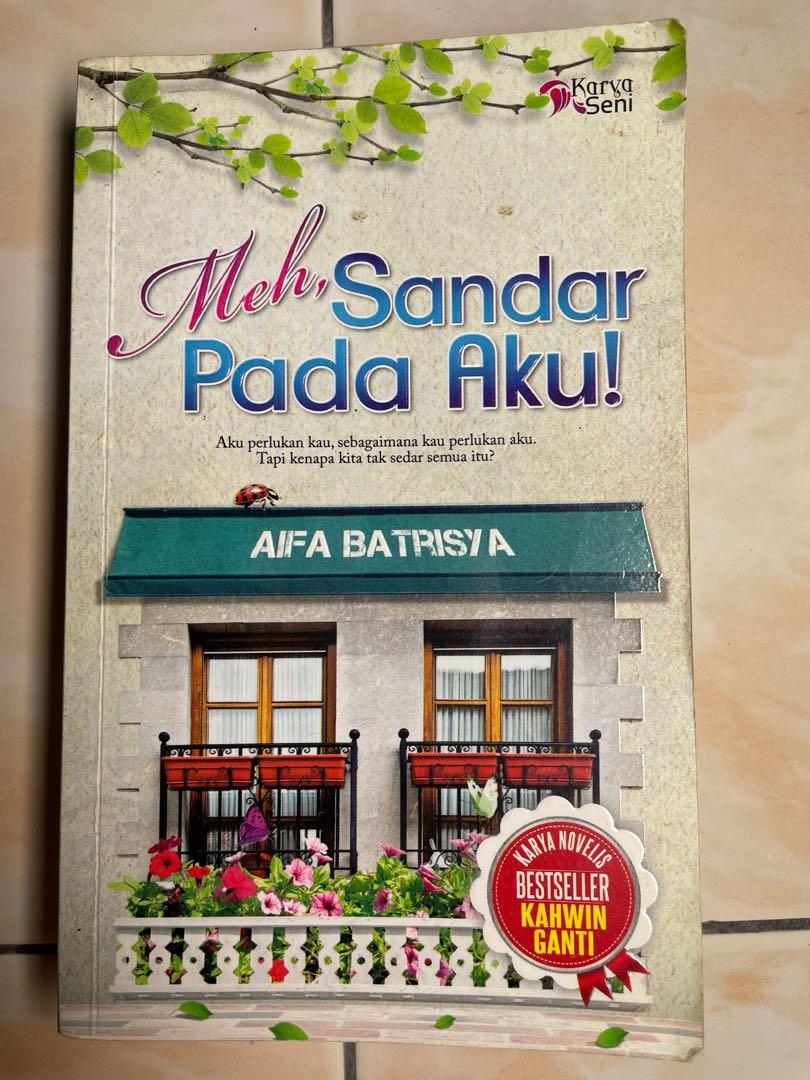 Karya
Seni
Meh, Sandar
Pada Aku!
Aku perlukan kau, sebagaimana kau perlukan aku.
Tapi kenapa kita tak sedar semua itu?
AIFA BATRISYA
KARYA NOVELIS
BESTSELLER
KAHWIN
GANTI